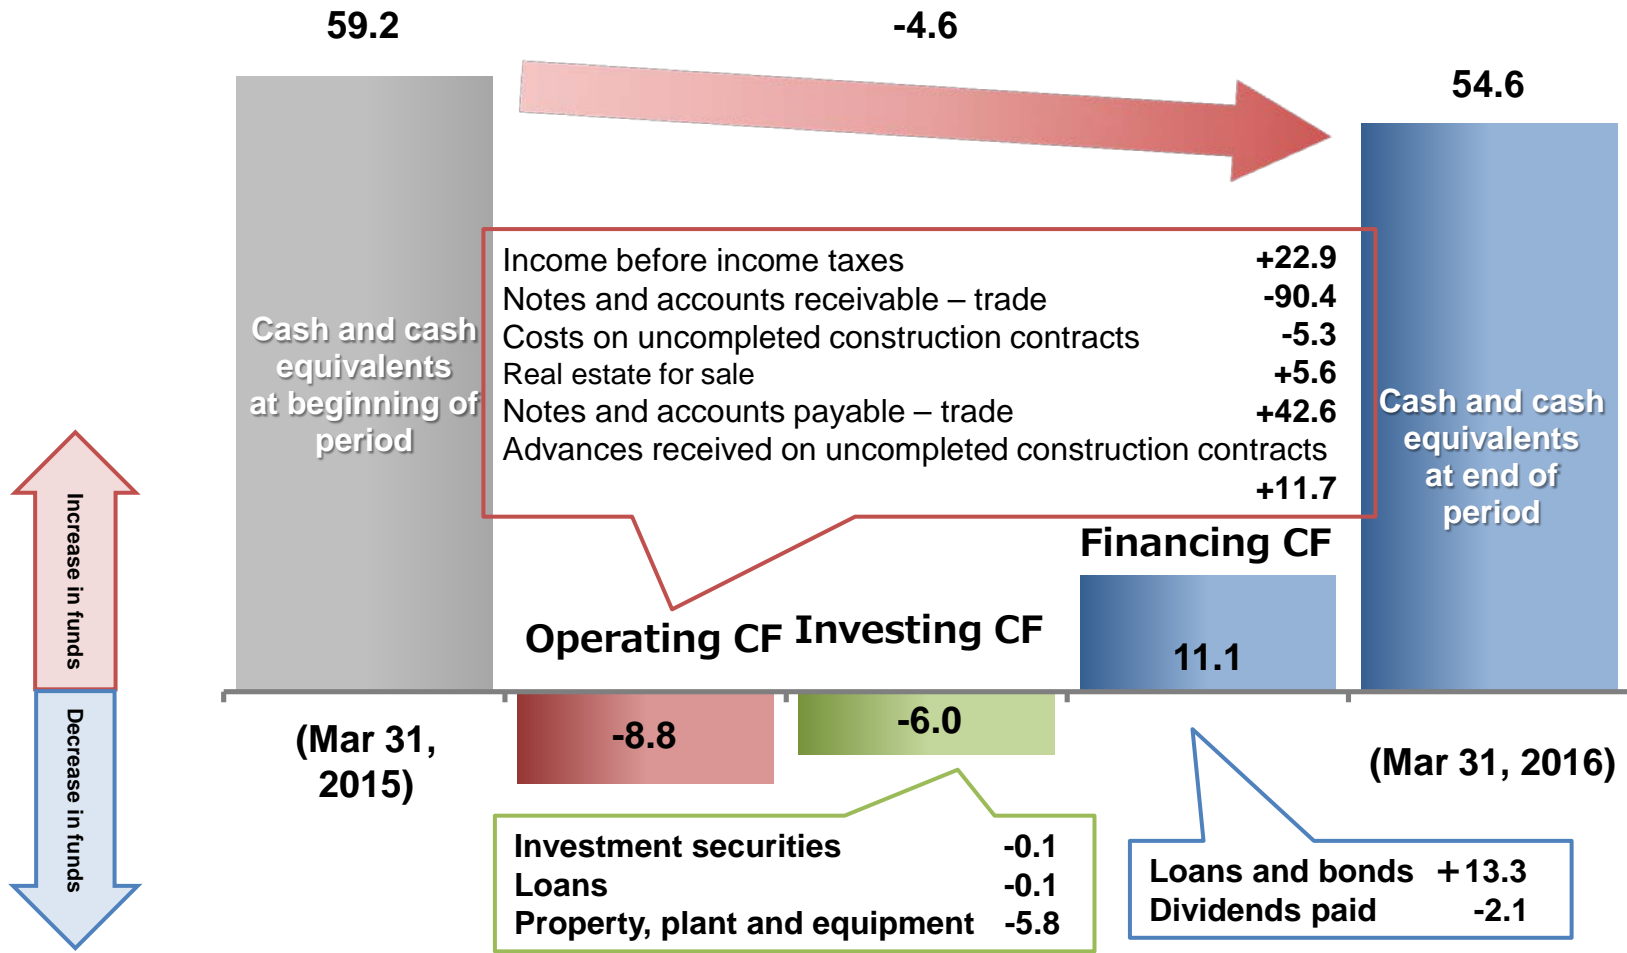 59.2
-4.6
54.6
Cash and cash
equivalents
at beginning of
period
Income before income taxes +22.9
Notes and accounts receivable – trade -90.4
Costs on uncompleted construction contracts -5.3
Real estate for sale +5.6
Notes and accounts payable – trade +42.6
Advances received on uncompleted construction contracts
+11.7
Cash and cash
equivalents
at end of
period
Increase in funds
Decrease in funds
Operating CF
Investing CF
Financing CF
-8.8
-6.0
11.1
(Mar 31,
2015)
(Mar 31, 2016)
Investment securities -0.1
Loans -0.1
Property, plant and equipment -5.8
Loans and bonds +13.3
Dividends paid -2.1